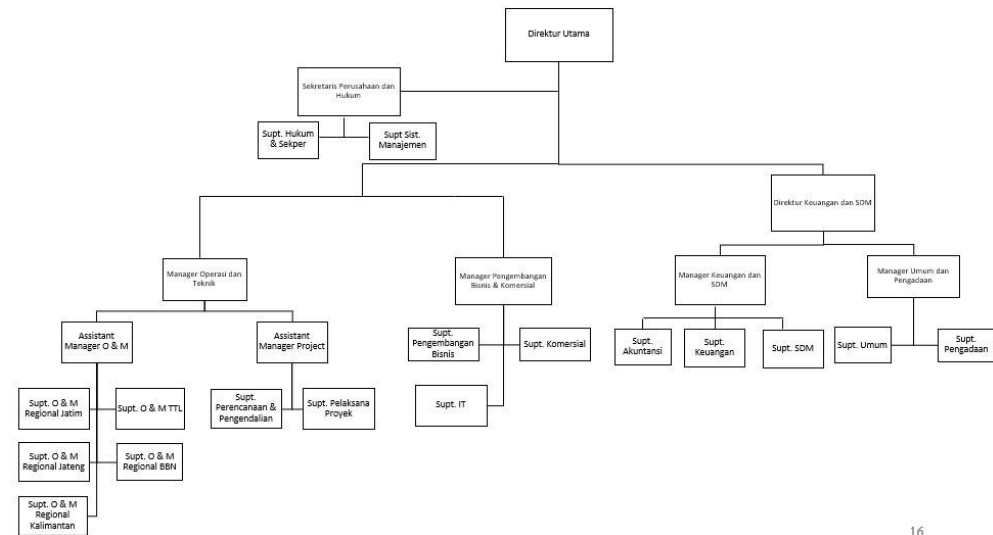 Direktur Utama
Sekretaris Perusahaan dan
Hukum
Supt. Hukum
& Sekper
Supt Sist.
Manajemen
Direktur Keuangan dan SDM
Manager Operasi dan
Teknik
Manager Pengembangan
Bisnis & Komersial
Manager Keuangan dan
SDM
Manager Umum dan
Pengadaan
Assistant
Manager O & M
Assistant
Manager Project
Supt.
Pengembangan
Bisnis
Supt. Komersial
Supt.
Akuntansi
Supt.
Keuangan
Supt. SDM
Supt. Umum
Supt.
Pengadaan
Supt. O & M
Regional Jatim
Supt. O & M TTL
Supt.
Perencanaan &
Pengendalian
Supt. Pelaksana
Proyek
Supt. IT
Supt. O & M
Regional Jateng
Supt. O & M
Regional BBN
Supt. O & M
Regional
Kalimantan
16